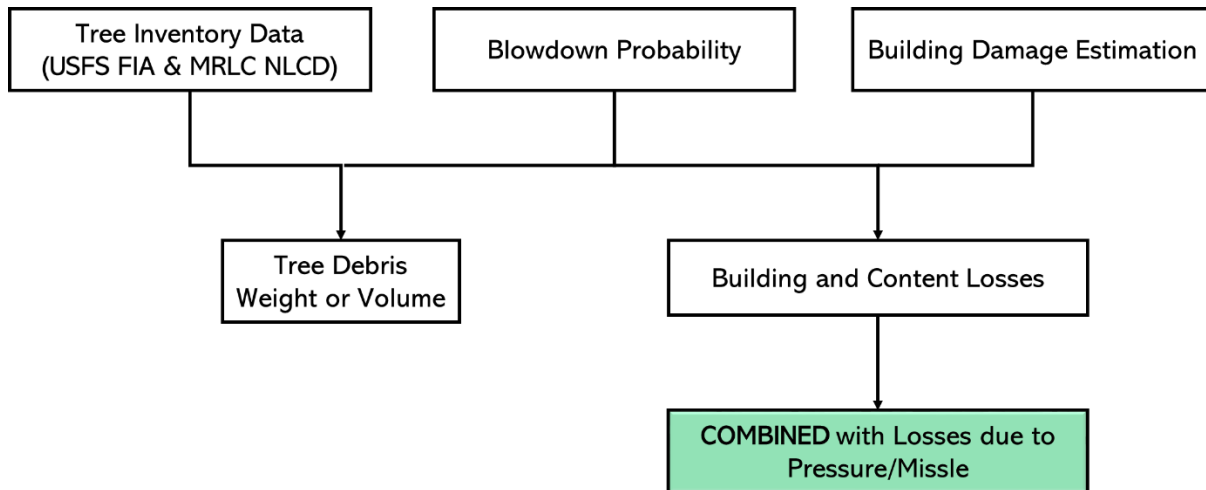 Tree Inventory Data
(USFS FIA & MRLC NLCD)
Blowdown Probability
Building Damage Estimation
Tree Debris
Weight or Volume
Building and Content Losses
COMBINED with Losses due to
Pressure/Missle